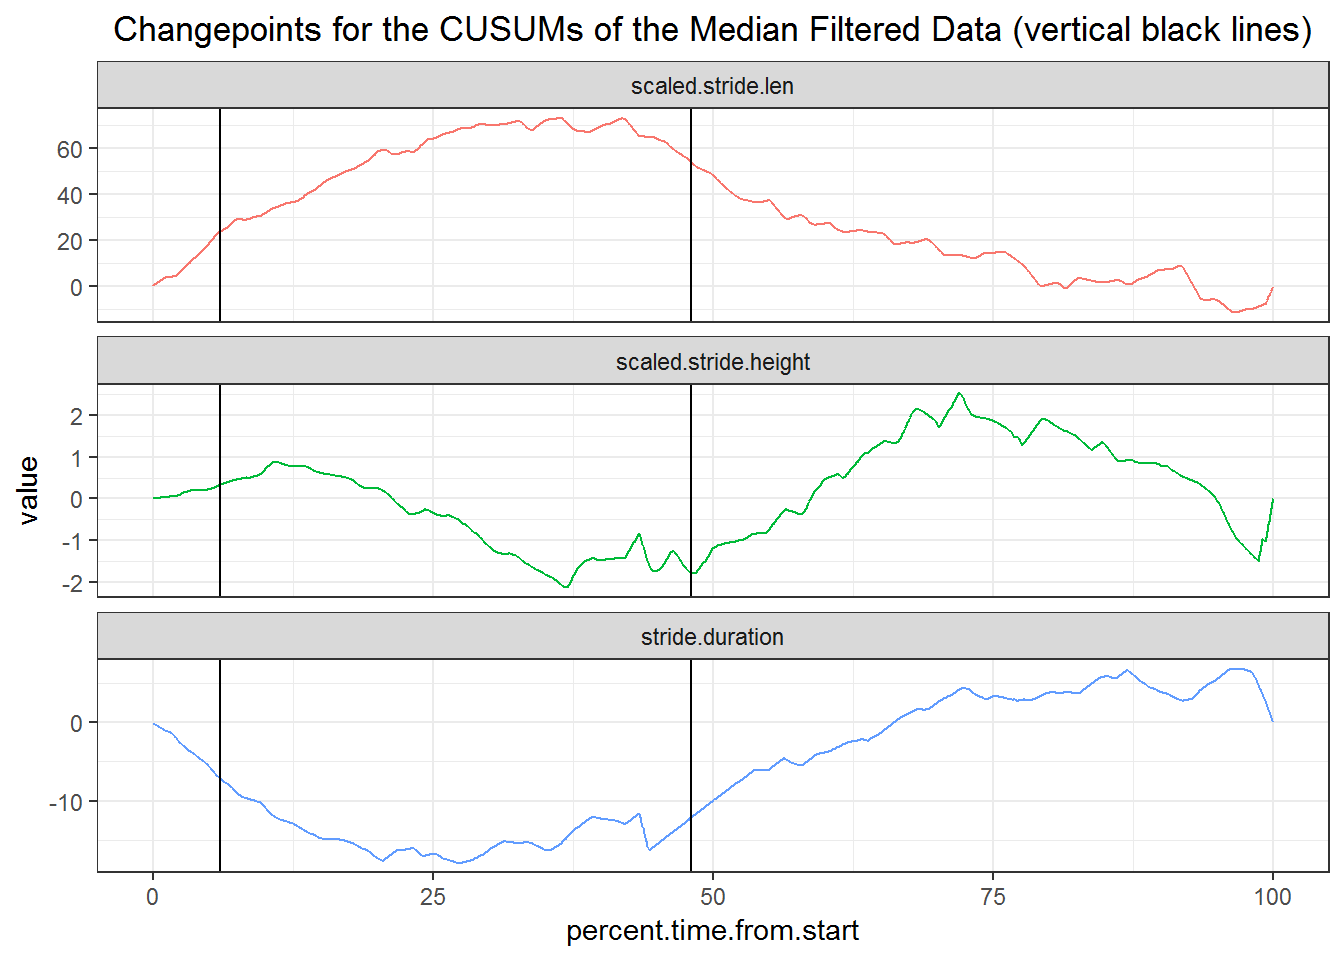 Changepoints for the CUSUMs of the Median Filtered Data (vertical black lines)
scaled.stride.len
60
40
20
0
scaled.stride.height
2
1
0
-1
-2
value
stride.duration
0
-10
0 25 50 75 100
percent.time.from.start